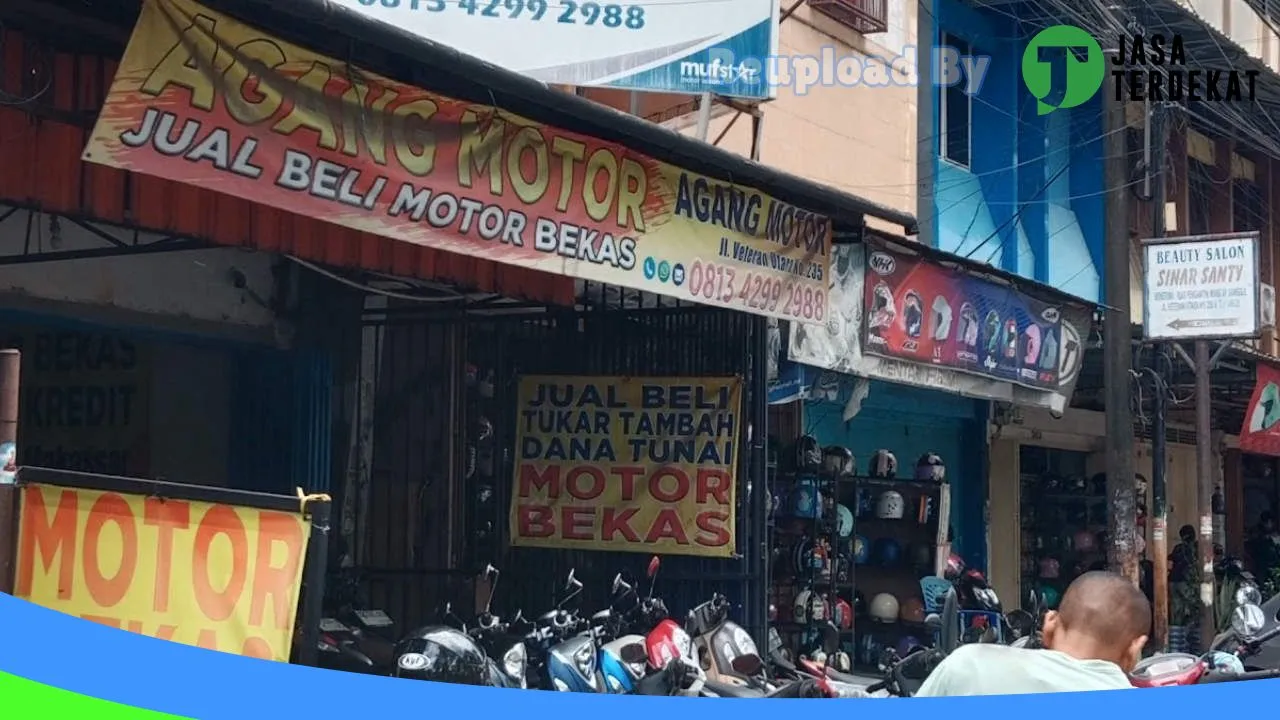 0813 4299 2988
mufstar
Reupload By
JASA
TERDEKAT
AGANG MOTOR
JUAL BELI MOTOR BEKAS
AGANG MOTOR
Jl. Veteran Utara No. 235
0813 4299 2988
NHK
BEAUTY SALON
SINAR SANTY
BEKAS
KREDIT
Makassar
JUAL BELI
TUKAR TAMBAH
DANA TUNAI
MOTOR
BEKAS
MOTOR
BEKAS